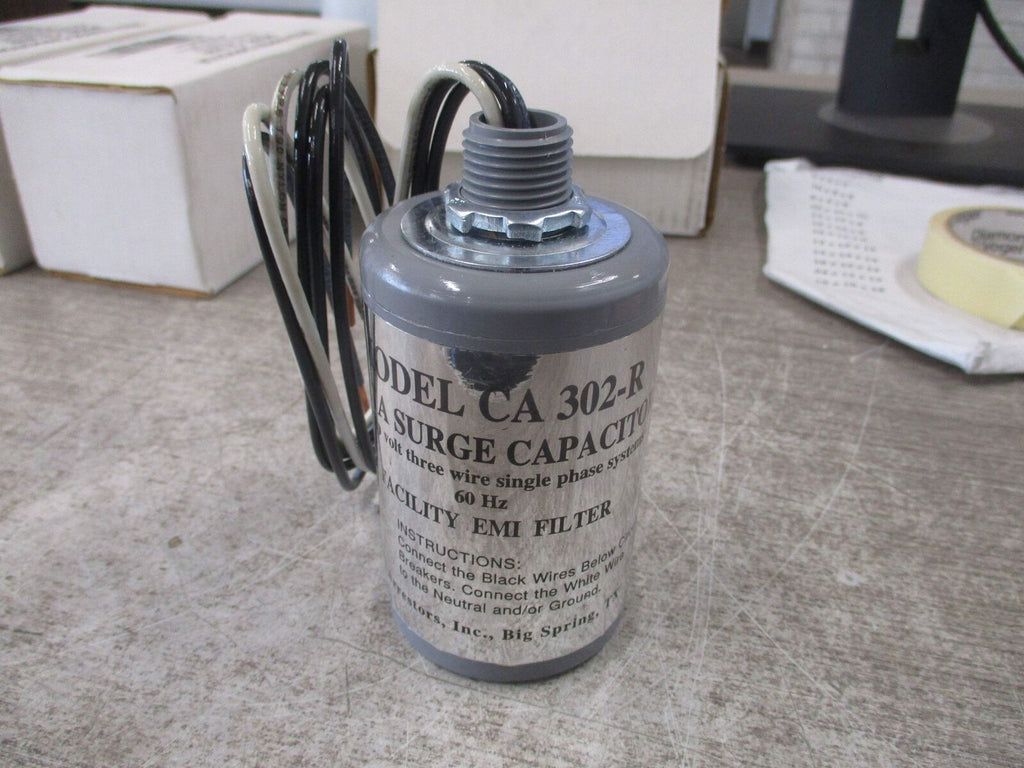 ODEL CA 302-R
A SURGE CAPACITO
volt three wire single phase system
60 Hz
FACILITY EMI FILTER
INSTRUCTIONS:
Connect the Black Wires Below
Breakers. Connect the White Wire
to the Neutral and/or Ground.
restors, Inc., Big Spring, TX